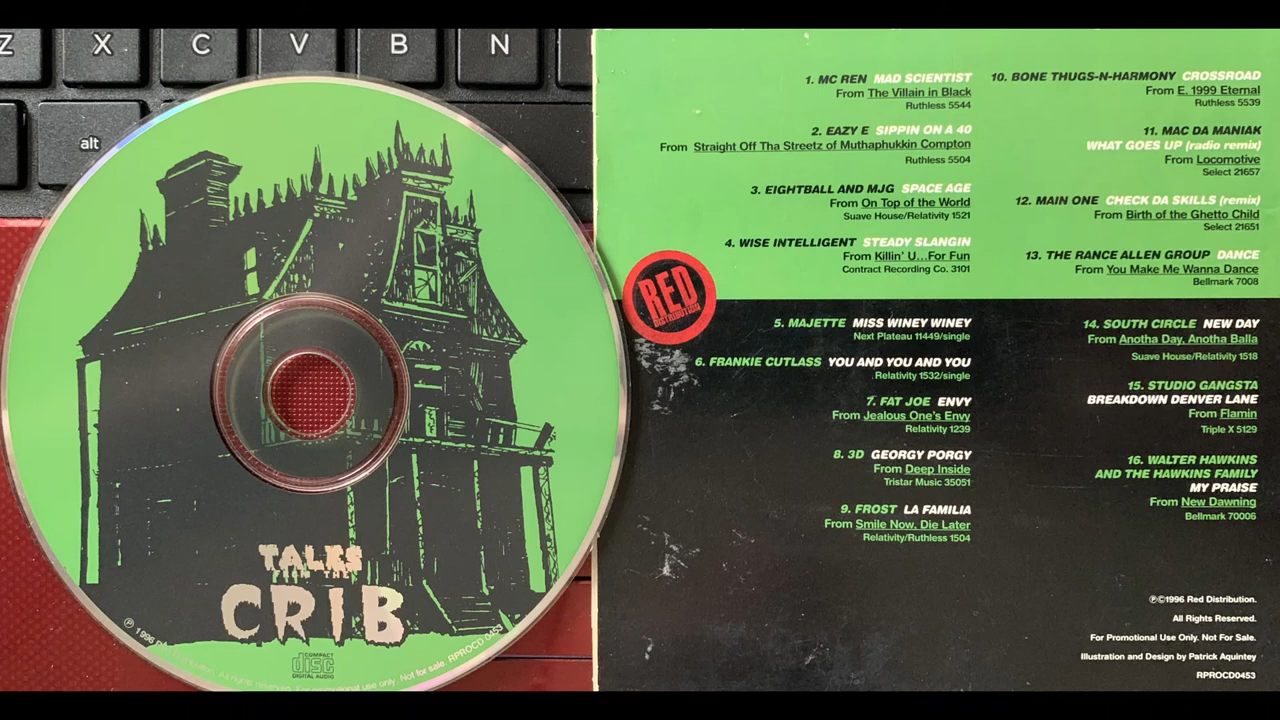 Z X C V B N
alt
TALES
FROM THE
CRIB
℗ 1996 Red Distribution, All rights reserved. For promotional use only. Not for sale. RPROCD 0453
COMPACT
disc
DIGITAL AUDIO
1. MC REN MAD SCIENTIST
From The Villain in Black
Ruthless 5544
2. EAZY E SIPPIN ON A 40
From Straight Off Tha Streetz of Muthaphukkin Compton
Ruthless 5504
3. EIGHTBALL AND MJG SPACE AGE
From On Top of the World
Suave House/Relativity 1521
4. WISE INTELLIGENT STEADY SLANGIN
From Killin' U...For Fun
Contract Recording Co. 3101
RED
DISTRIBUTION
5. MAJETTE MISS WINEY WINEY
Next Plateau 11449/single
6. FRANKIE CUTLASS YOU AND YOU AND YOU
Relativity 1532/single
7. FAT JOE ENVY
From Jealous One's Envy
Relativity 1239
8. 3D GEORGY PORGY
From Deep Inside
Tristar Music 35051
9. FROST LA FAMILIA
From Smile Now, Die Later
Relativity/Ruthless 1504
10. BONE THUGS-N-HARMONY CROSSROAD
From E. 1999 Eternal
Ruthless 5539
11. MAC DA MANIAK
WHAT GOES UP (radio remix)
From Locomotive
Select 21657
12. MAIN ONE CHECK DA SKILLS (remix)
From Birth of the Ghetto Child
Select 21651
13. THE RANCE ALLEN GROUP DANCE
From You Make Me Wanna Dance
Bellmark 7008
14. SOUTH CIRCLE NEW DAY
From Anotha Day, Anotha Balla
Suave House/Relativity 1518
15. STUDIO GANGSTA
BREAKDOWN DENVER LANE
From Flamin
Triple X 5129
16. WALTER HAWKINS
AND THE HAWKINS FAMILY
MY PRAISE
From New Dawning
Bellmark 70006
℗©1996 Red Distribution.
All Rights Reserved.
For Promotional Use Only. Not For Sale.
Illustration and Design by Patrick Aquintey
RPROCD0453